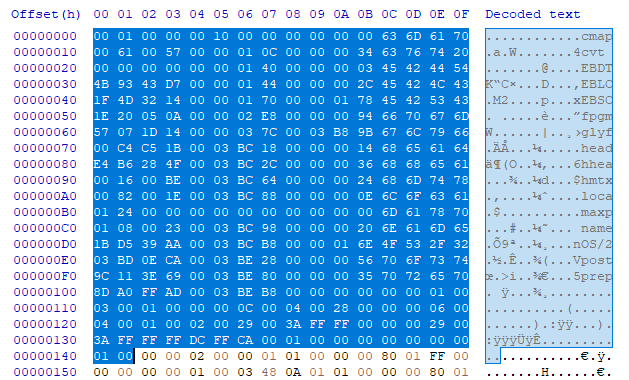 Offset(h) 00 01 02 03 04 05 06 07 08 09 0A 0B 0C 0D 0E 0F Decoded text
00000000 00 01 00 00 00 10 00 00 00 00 00 00 63 6D 61 70 ............cmap
00000010 00 61 00 57 00 00 01 0C 00 00 00 34 63 76 74 20 .a.W.......4cvt 
00000020 00 00 00 00 00 00 01 40 00 00 00 03 45 42 44 54 .......@....EBDT
00000030 4B 93 43 D7 00 00 01 44 00 00 00 2C 45 42 4C 43 K“C×...D...,EBLC
00000040 1F 4D 32 14 00 00 01 70 00 00 01 78 45 42 53 43 .M2....p...xEBSC
00000050 1E 20 05 0A 00 00 02 E8 00 00 00 94 66 70 67 6D . .....è...”fpgm
00000060 57 07 1D 14 00 00 03 7C 00 03 B8 9B 67 6C 79 66 W......|..¸›glyf
00000070 00 C4 C5 1B 00 03 BC 18 00 00 00 14 68 65 61 64 .ÄÅ...¼.....head
00000080 E4 B6 28 4F 00 03 BC 2C 00 00 00 36 68 68 65 61 ä¶(O..¼,...6hhea
00000090 00 16 00 BE 00 03 BC 64 00 00 00 24 68 6D 74 78 ...¾..¼d...$hmtx
000000A0 00 82 00 1E 00 03 BC 88 00 00 00 0E 6C 6F 63 61 .‚....¼ˆ....loca
000000B0 01 24 00 00 00 00 00 00 00 00 00 00 6D 61 78 70 .$..........maxp
000000C0 01 08 00 23 00 03 BC 98 00 00 00 20 6E 61 6D 65 ...#..¼˜... name
000000D0 1B D5 39 AA 00 03 BC B8 00 00 01 6E 4F 53 2F 32 .Õ9ª..¼¸...nOS/2
000000E0 03 BD 0E CA 00 03 BE 28 00 00 00 56 70 6F 73 74 .½.Ê..¾(...Vpost
000000F0 9C 11 3E 69 00 03 BE 80 00 00 00 35 70 72 65 70 œ.>i..¾€...5prep
00000100 8D A0 FF AD 00 03 BE B8 00 00 00 00 00 00 01 00 . ÿ...¾¸........
00000110 03 00 01 00 00 00 0C 00 04 00 28 00 00 00 06 00 ..........(.....
00000120 04 00 01 00 02 00 29 00 3A FF FF 00 00 00 29 00 ......).:ÿÿ...).
00000130 3A FF FF FF DC FF CA 00 01 00 00 00 00 00 00 00 :ÿÿÿÜÿÊ.........
00000140 01 00 00 00 02 00 00 01 01 00 00 00 80 01 FF 00 ............€.ÿ.
00000150 00 00 00 00 01 00 03 48 0A 01 01 00 00 00 80 01 .......H......€.